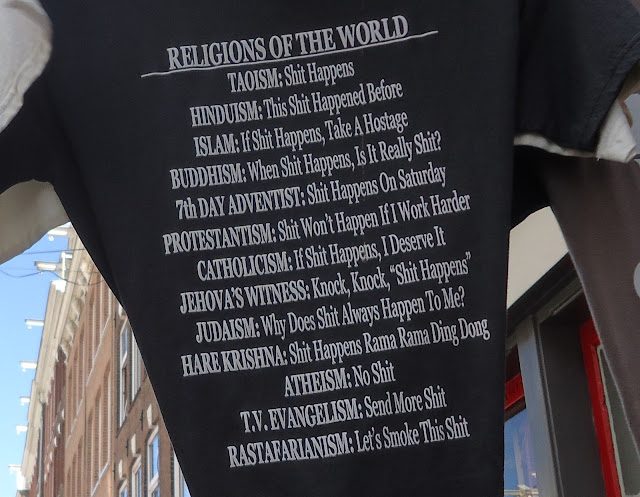 RELIGIONS OF THE WORLD
TAOISM: Shit Happens
HINDUISM: This Shit Happened Before
ISLAM: If Shit Happens, Take A Hostage
BUDDHISM: When Shit Happens, Is It Really Shit?
7th DAY ADVENTIST: Shit Happens On Saturday
PROTESTANTISM: Shit Won't Happen If I Work Harder
CATHOLICISM: If Shit Happens, I Deserve It
JEHOVA'S WITNESS: Knock, Knock, “Shit Happens”
JUDAISM: Why Does Shit Always Happen To Me?
HARE KRISHNA: Shit Happens Rama Rama Ding Dong
ATHEISM: No Shit
T.V. EVANGELISM: Send More Shit
RASTAFARIANISM: Let's Smoke This Shit